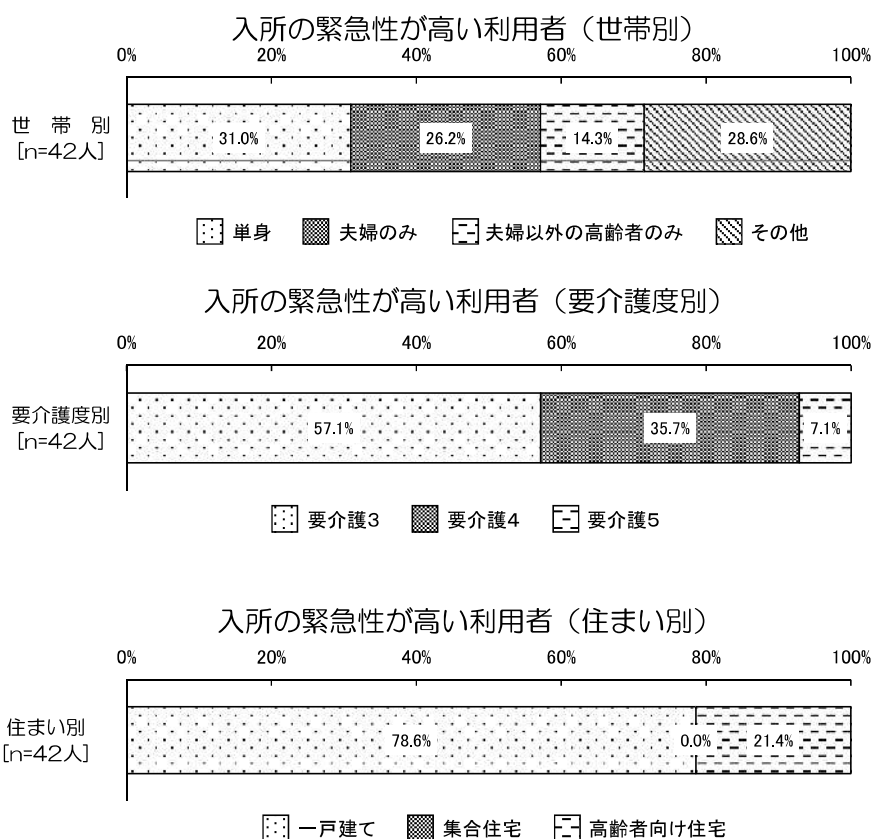 入所の緊急性が高い利用者（世帯別）
0% 20% 40% 60% 80% 100%
世帯別
[n=42人]
31.0% 26.2% 14.3% 28.6%
単身 夫婦のみ 夫婦以外の高齢者のみ その他
入所の緊急性が高い利用者（要介護度別）
0% 20% 40% 60% 80% 100%
要介護度別
[n=42人]
57.1% 35.7% 7.1%
要介護3 要介護4 要介護5
入所の緊急性が高い利用者（住まい別）
0% 20% 40% 60% 80% 100%
住まい別
[n=42人]
78.6% 0.0% 21.4%
一戸建て 集合住宅 高齢者向け住宅